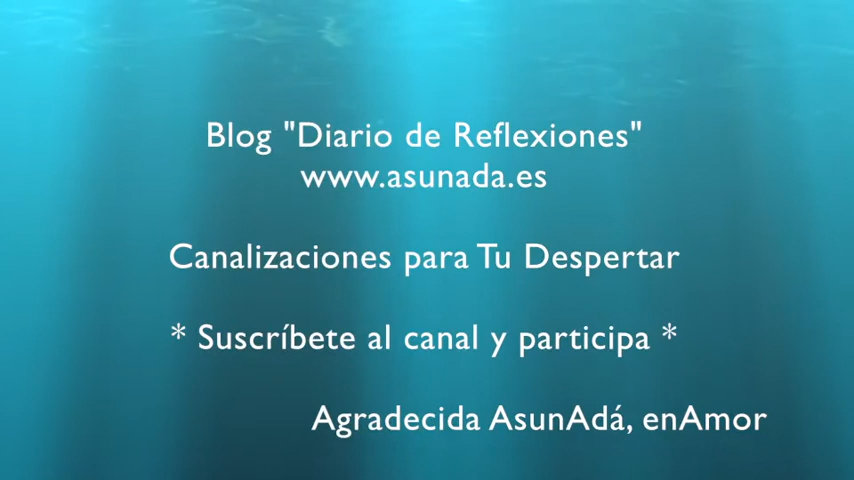 Blog "Diario de Reflexiones"
www.asunada.es
Canalizaciones para Tu Despertar
* Suscríbete al canal y participa *
Agradecida AsunAdá, enAmor